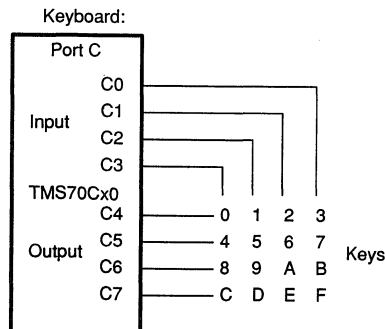 Keyboard:
Port C
C0
C1
Input
C2
C3
TMS70Cx0
C4 0 1 2 3
C5 4 5 6 7
Output Keys
C6 8 9 A B
C7 C D E F